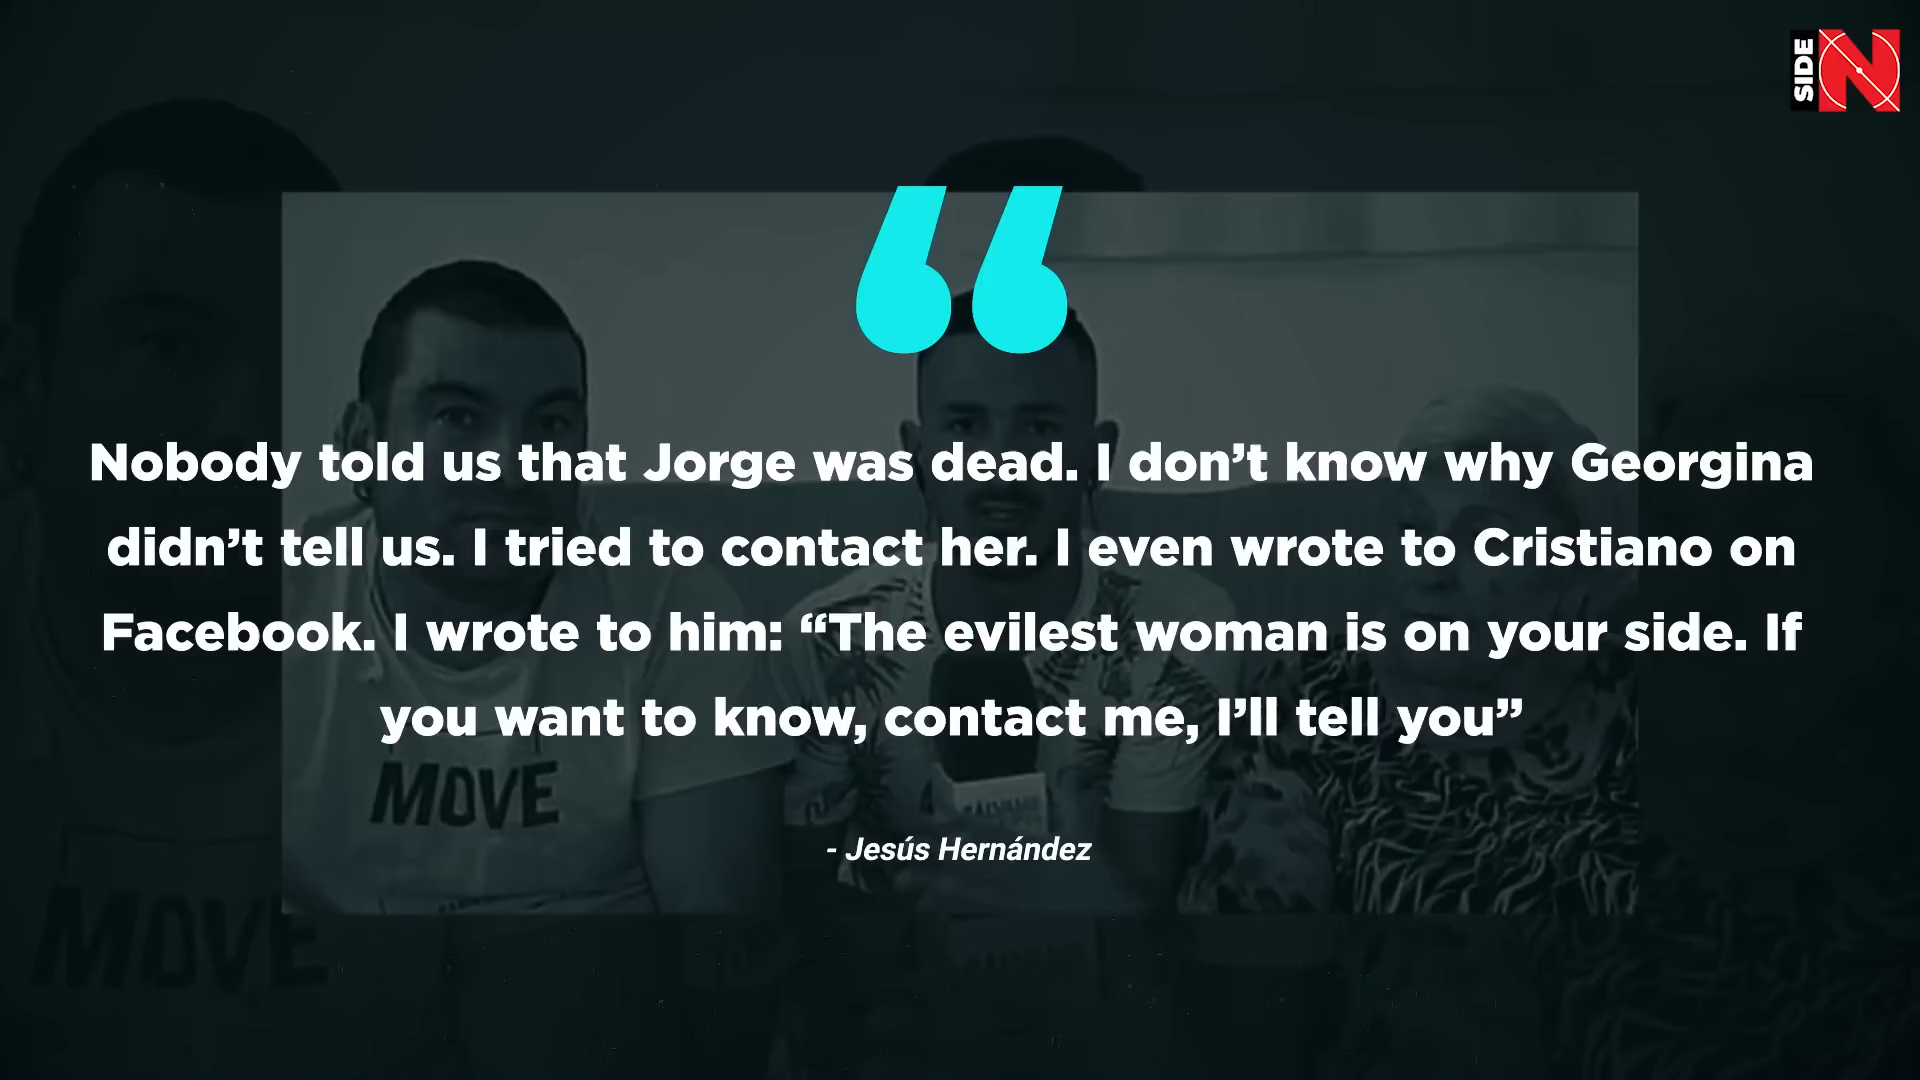 SIDE N
“
Nobody told us that Jorge was dead. I don’t know why Georgina
didn’t tell us. I tried to contact her. I even wrote to Cristiano on
Facebook. I wrote to him: “The evilest woman is on your side. If
you want to know, contact me, I’ll tell you”
MOVE
- Jesús Hernández
MOVE